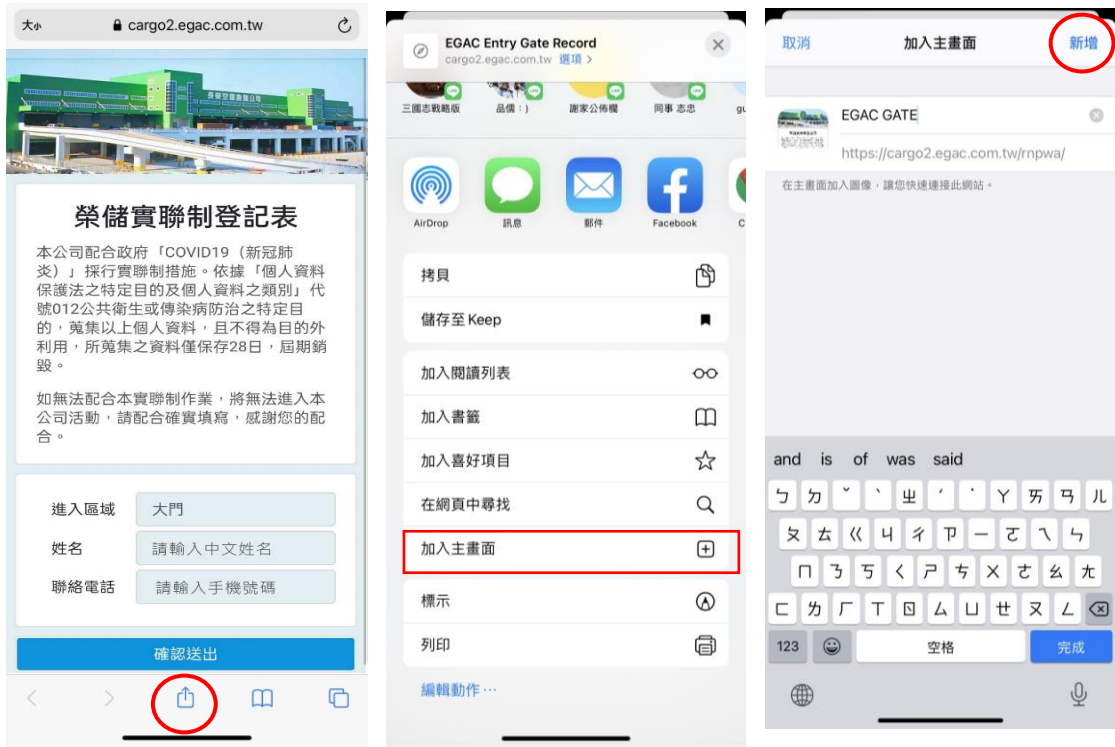 大小 cargo2.egac.com.tw
長榮空運倉儲公司
榮儲實聯制登記表
本公司配合政府「COVID19（新冠肺
炎）」採行實聯制措施。依據「個人資料
保護法之特定目的及個人資料之類別」代
號012公共衛生或傳染病防治之特定目
的，蒐集以上個人資料，且不得為目的外
利用，所蒐集之資料僅保存28日，屆期銷
毀。
如無法配合本實聯制作業，將無法進入本
公司活動，請配合確實填寫，感謝您的配
合。
進入區域 大門
姓名 請輸入中文姓名
聯絡電話 請輸入手機號碼
確認送出
EGAC Entry Gate Record
cargo2.egac.com.tw 選項 >
三國志戰略版 品儒：) 謝家公佈欄 同事 志忠 gu
AirDrop 訊息 郵件 Facebook C
拷貝
儲存至 Keep
加入閱讀列表
加入書籤
加入喜好項目
在網頁中尋找
加入主畫面
標示
列印
編輯動作⋯
取消 加入主畫面 新增
EGAC GATE
https://cargo2.egac.com.tw/rnpwa/
在主畫面加入圖像，讓您快速連接此網站。
and is of was said
ㄅ ㄉ ˇ ˋ ㄓ ˊ ˙ ㄚ ㄞ ㄢ ㄦ
ㄆ ㄊ ㄍ ㄐ ㄔ ㄗ ㄧ ㄛ ㄟ ㄣ
ㄇ ㄋ ㄎ ㄑ ㄕ ㄘ ㄨ ㄜ ㄠ ㄤ
ㄈ ㄌ ㄏ ㄒ ㄖ ㄙ ㄩ ㄝ ㄡ ㄥ
123 空格 完成